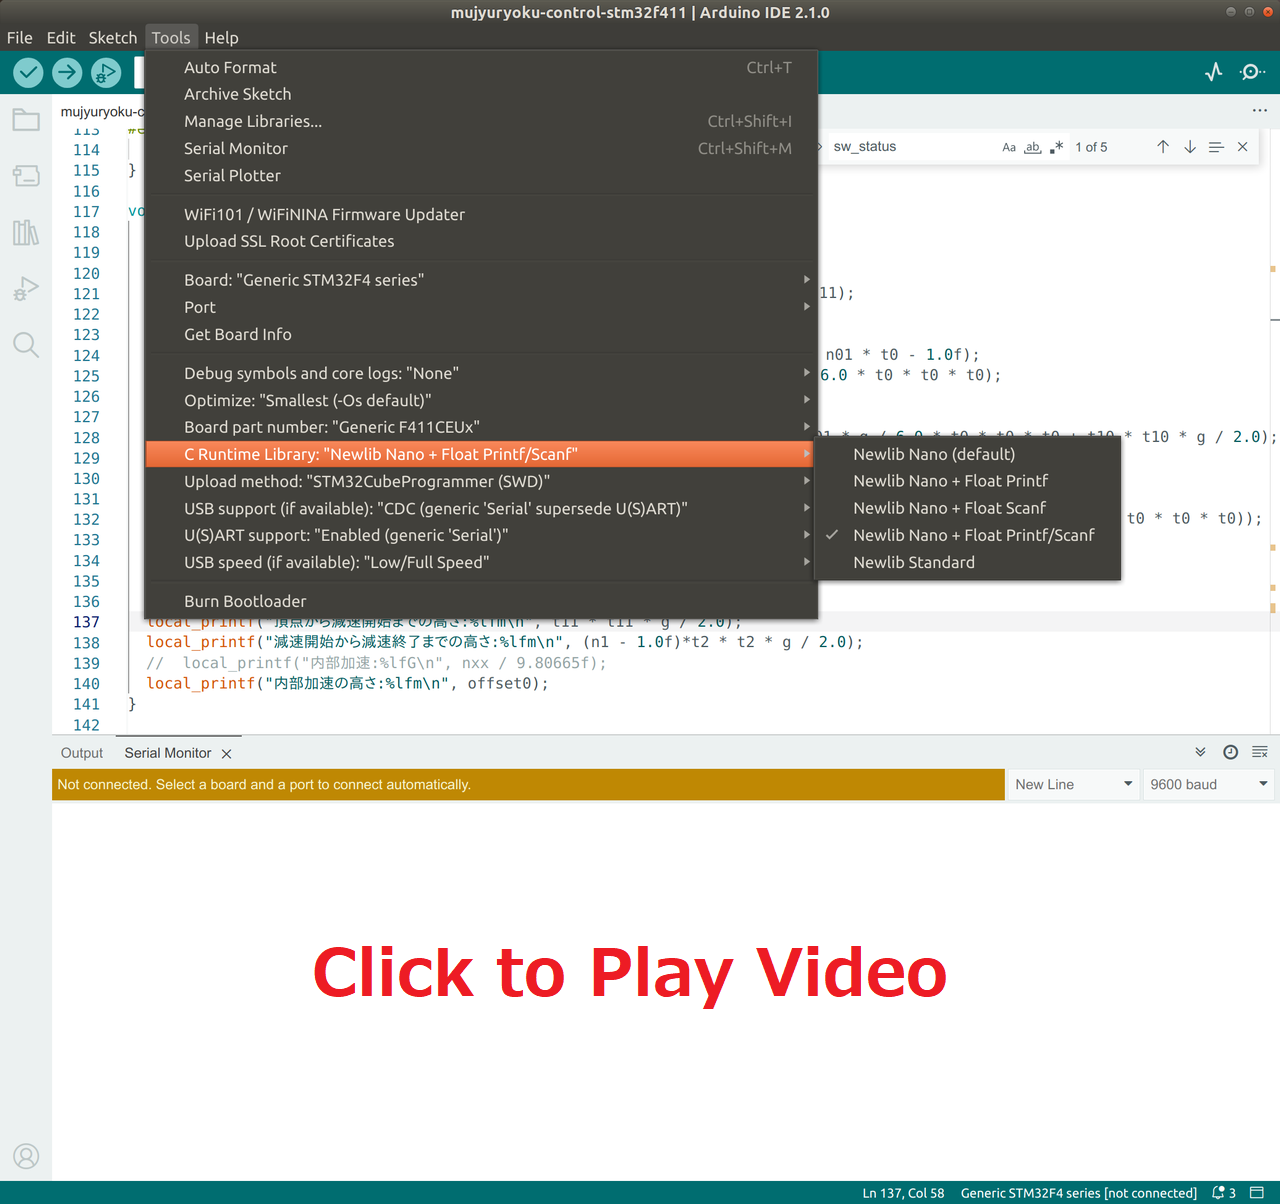 mujyuryoku-control-stm32f411 | Arduino IDE 2.1.0
File Edit Sketch Tools Help
Auto Format Ctrl+T
Archive Sketch
Manage Libraries... Ctrl+Shift+I
Serial Monitor Ctrl+Shift+M
Serial Plotter
WiFi101 / WiFiNINA Firmware Updater
Upload SSL Root Certificates
Board: "Generic STM32F4 series"
Port
Get Board Info
Debug symbols and core logs: "None"
Optimize: "Smallest (-Os default)"
Board part number: "Generic F411CEUx"
C Runtime Library: "Newlib Nano + Float Printf/Scanf"
Upload method: "STM32CubeProgrammer (SWD)"
USB support (if available): "CDC (generic 'Serial' supersede U(S)ART)"
U(S)ART support: "Enabled (generic 'Serial')"
USB speed (if available): "Low/Full Speed"
Burn Bootloader
Newlib Nano (default)
Newlib Nano + Float Printf
Newlib Nano + Float Scanf
Newlib Nano + Float Printf/Scanf
Newlib Standard
mujyuryoku-c
sw_status Aa ab .* 1 of 5
113
114
115 }
116
117 vo
118
119
120
121 11);
122
123
124 n01 * t0 - 1.0f);
125 6.0 * t0 * t0 * t0);
126
127
128 * g / 6.0 * t0 * t0 * t0 + t10 * t10 * g / 2.0);
129
130
131
132 t0 * t0 * t0));
133
134
135
136
137 local_printf("頂点から減速開始までの高さ:%lfm\n", t11 * t11 * g / 2.0);
138 local_printf("減速開始から減速終了までの高さ:%lfm\n", (n1 - 1.0f)*t2 * t2 * g / 2.0);
139 // local_printf("内部加速:%lfG\n", nxx / 9.80665f);
140 local_printf("内部加速の高さ:%lfm\n", offset0);
141 }
142
Output Serial Monitor
Not connected. Select a board and a port to connect automatically.
New Line 9600 baud
Click to Play Video
Ln 137, Col 58 Generic STM32F4 series [not connected] 3